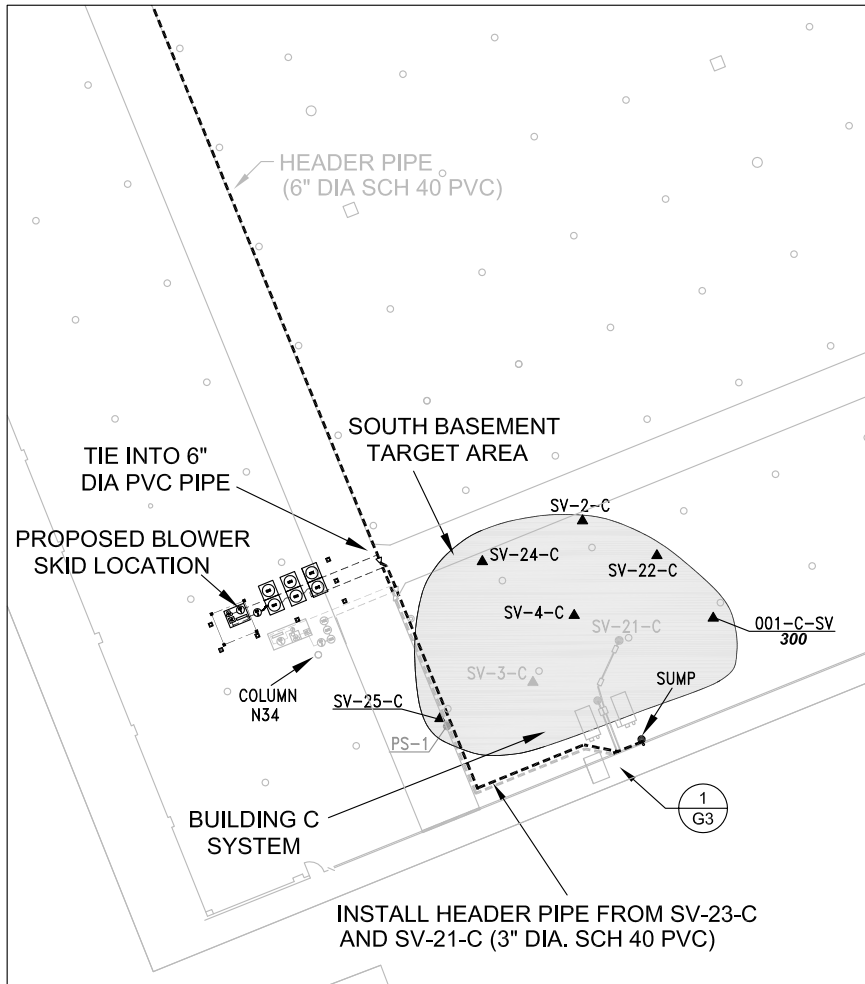 HEADER PIPE
(6" DIA SCH 40 PVC)
SOUTH BASEMENT
TARGET AREA
TIE INTO 6"
DIA PVC PIPE
PROPOSED BLOWER
SKID LOCATION
SV-2-C
SV-24-C
SV-22-C
SV-4-C
SV-21-C
001-C-SV
300
SV-3-C
SUMP
COLUMN
N34
SV-25-C
PS-1
BUILDING C
SYSTEM
1
G3
INSTALL HEADER PIPE FROM SV-23-C
AND SV-21-C (3" DIA. SCH 40 PVC)